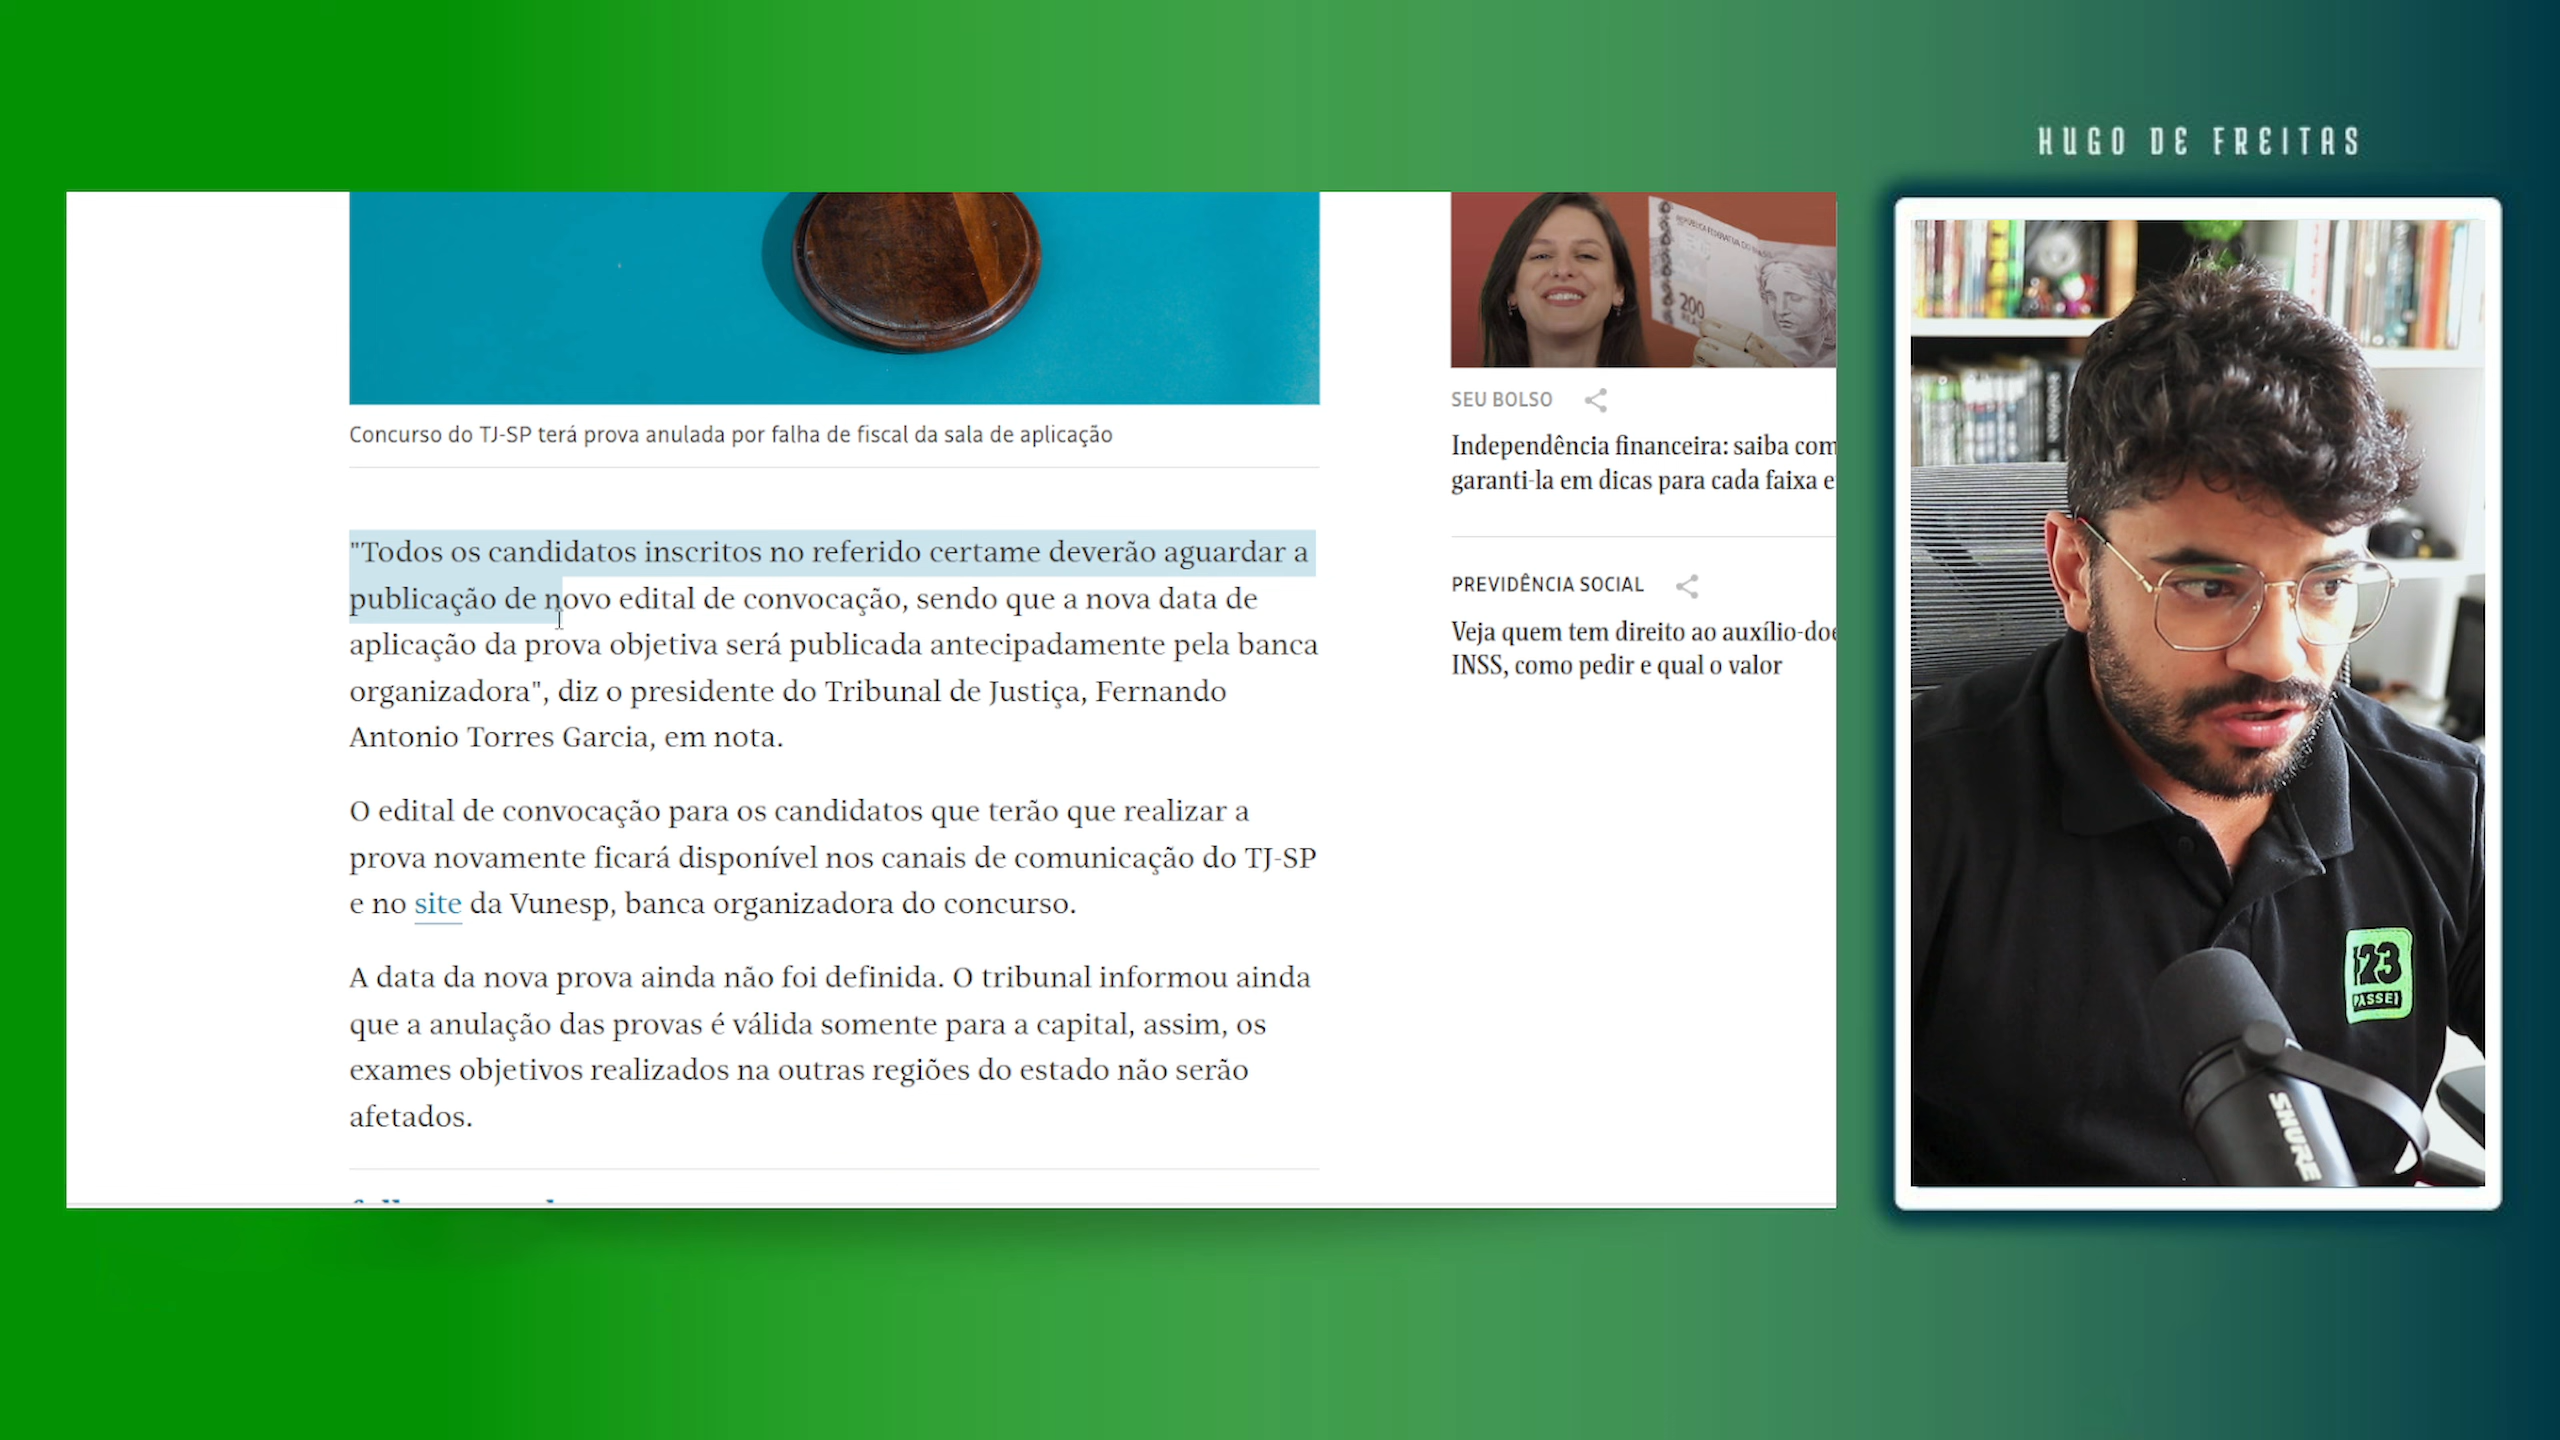 HUGO DE FREITAS
200
Concurso do TJ-SP terá prova anulada por falha de fiscal da sala de aplicação
"Todos os candidatos inscritos no referido certame deverão aguardar a
publicação de novo edital de convocação, sendo que a nova data de
aplicação da prova objetiva será publicada antecipadamente pela banca
organizadora", diz o presidente do Tribunal de Justiça, Fernando
Antonio Torres Garcia, em nota.
O edital de convocação para os candidatos que terão que realizar a
prova novamente ficará disponível nos canais de comunicação do TJ-SP
e no site da Vunesp, banca organizadora do concurso.
A data da nova prova ainda não foi definida. O tribunal informou ainda
que a anulação das provas é válida somente para a capital, assim, os
exames objetivos realizados na outras regiões do estado não serão
afetados.
SEU BOLSO
Independência financeira: saiba com
garanti-la em dicas para cada faixa e
PREVIDÊNCIA SOCIAL
Veja quem tem direito ao auxílio-doe
INSS, como pedir e qual o valor
123
PASSEI
SHURE